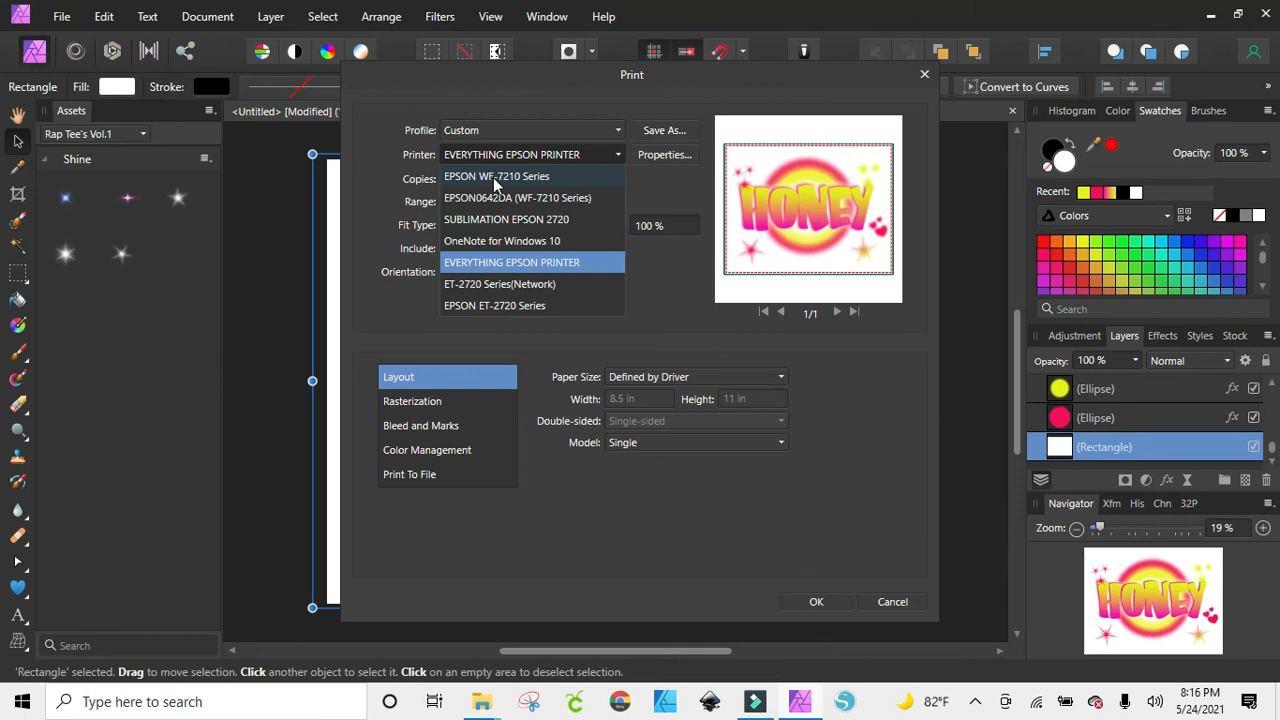 File Edit Text Document Layer Select Arrange Filters View Window Help
Rectangle Fill: Stroke: Convert to Curves »
Assets
Rap Tee's Vol.1
Shine
Search
<Untitled> [Modified]
Print
Profile: Custom Save As...
Printer: EVERYTHING EPSON PRINTER Properties...
Copies: EPSON WF-7210 Series
Range: EPSON0642DA (WF-7210 Series)
Fit Type: SUBLIMATION EPSON 2720 100 %
Include: OneNote for Windows 10
EVERYTHING EPSON PRINTER
Orientation: ET-2720 Series(Network)
EPSON ET-2720 Series
HONEY
1/1
Layout
Rasterization
Bleed and Marks
Color Management
Print To File
Paper Size: Defined by Driver
Width: 8.5 in Height: 11 in
Double-sided: Single-sided
Model: Single
OK Cancel
Histogram Color Swatches Brushes
Opacity: 100 %
Recent:
Colors
Search
Adjustment Layers Effects Styles Stock
Opacity: 100 % Normal
(Ellipse) fx
(Ellipse) fx
(Rectangle)
fx
Navigator Xfm His Chn 32P
Zoom: 19 %
HONEY
'Rectangle' selected. Drag to move selection. Click another object to select it. Click on an empty area to deselect selection.
Type here to search
82°F
8:16 PM
5/24/2021